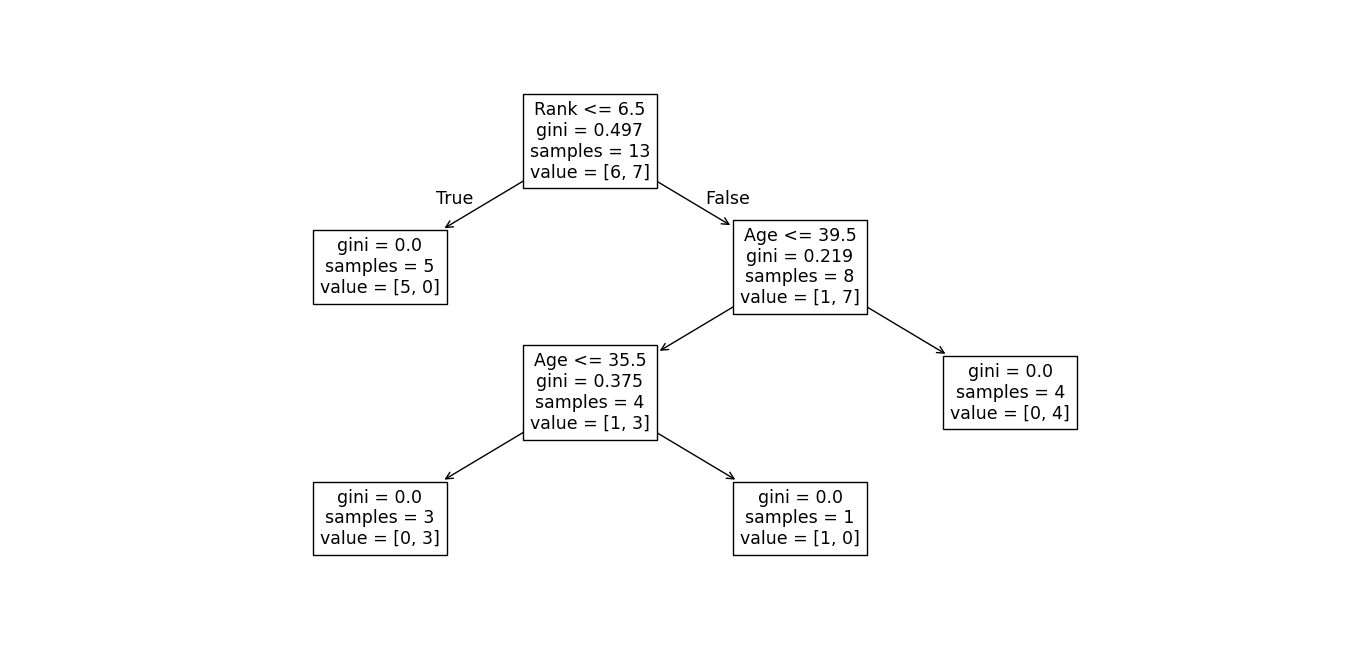 Rank <= 6.5
gini = 0.497
samples = 13
value = [6, 7]
True
False
gini = 0.0
samples = 5
value = [5, 0]
Age <= 39.5
gini = 0.219
samples = 8
value = [1, 7]
Age <= 35.5
gini = 0.375
samples = 4
value = [1, 3]
gini = 0.0
samples = 4
value = [0, 4]
gini = 0.0
samples = 3
value = [0, 3]
gini = 0.0
samples = 1
value = [1, 0]